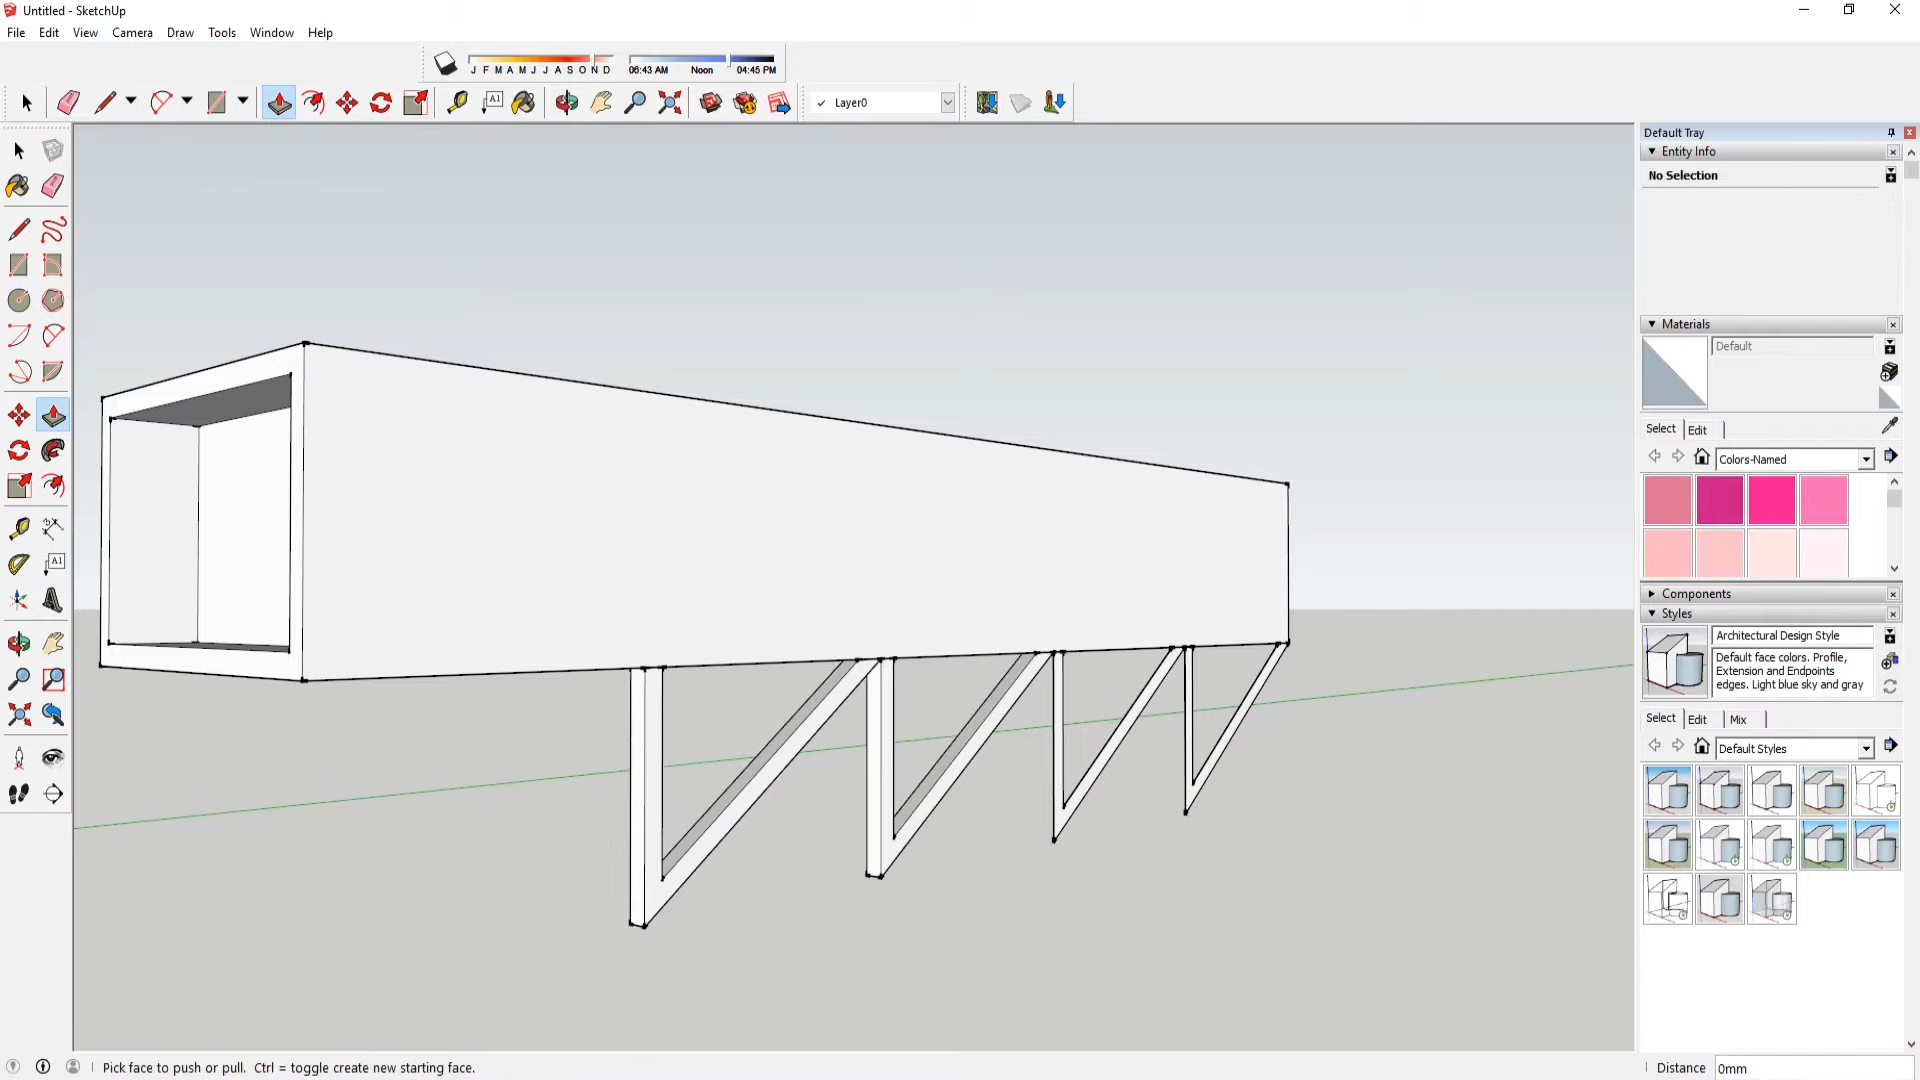 Untitled - SketchUp
File Edit View Camera Draw Tools Window Help
J F M A M J J A S O N D 06:43 AM Noon 04:45 PM
A1 Layer0
Default Tray
Entity Info
No Selection
Materials
Default
Select Edit
Colors-Named
A1
Components
Styles
Architectural Design Style
Default face colors. Profile,
Extension and Endpoints
edges. Light blue sky and gray
Select Edit Mix
Default Styles
Pick face to push or pull. Ctrl = toggle create new starting face. Distance 0mm